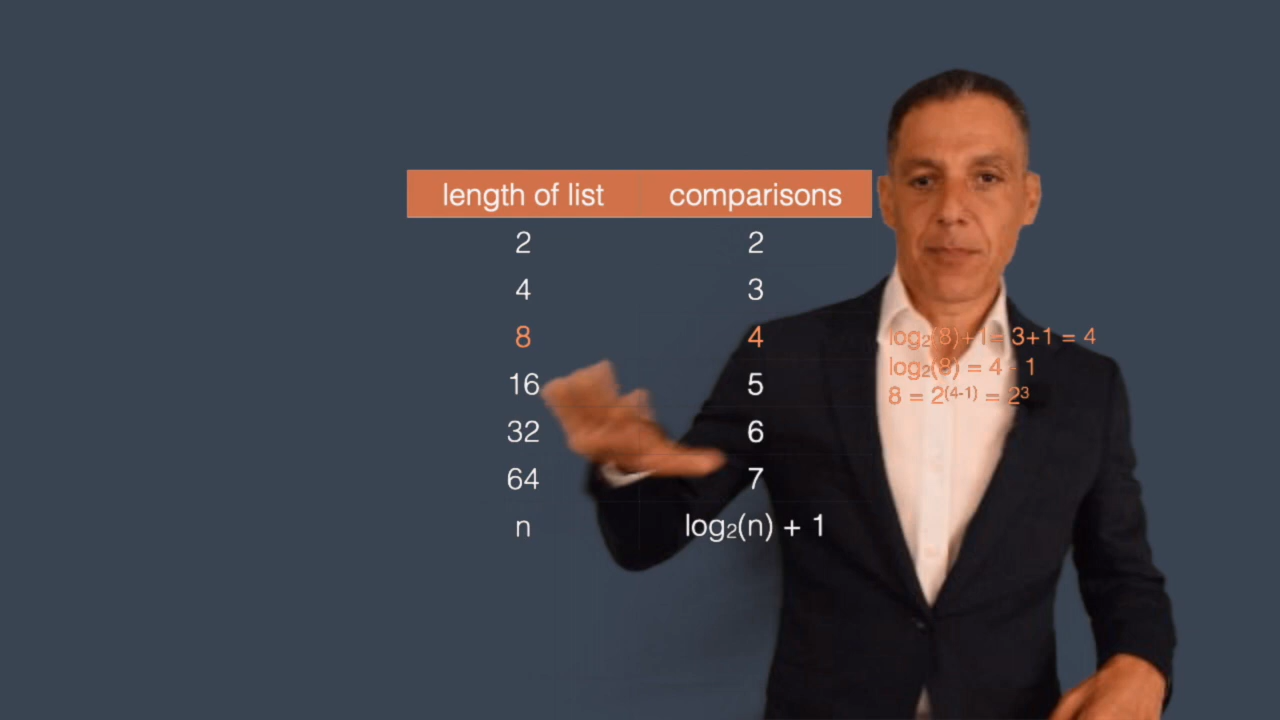 length of list comparisons
2 2
4 3
8 4 log₂(8)+1= 3+1 = 4
log₂(8) = 4 - 1
8 = 2⁽⁴⁻¹⁾ = 2³
16 5
32 6
64 7
n log₂(n) + 1